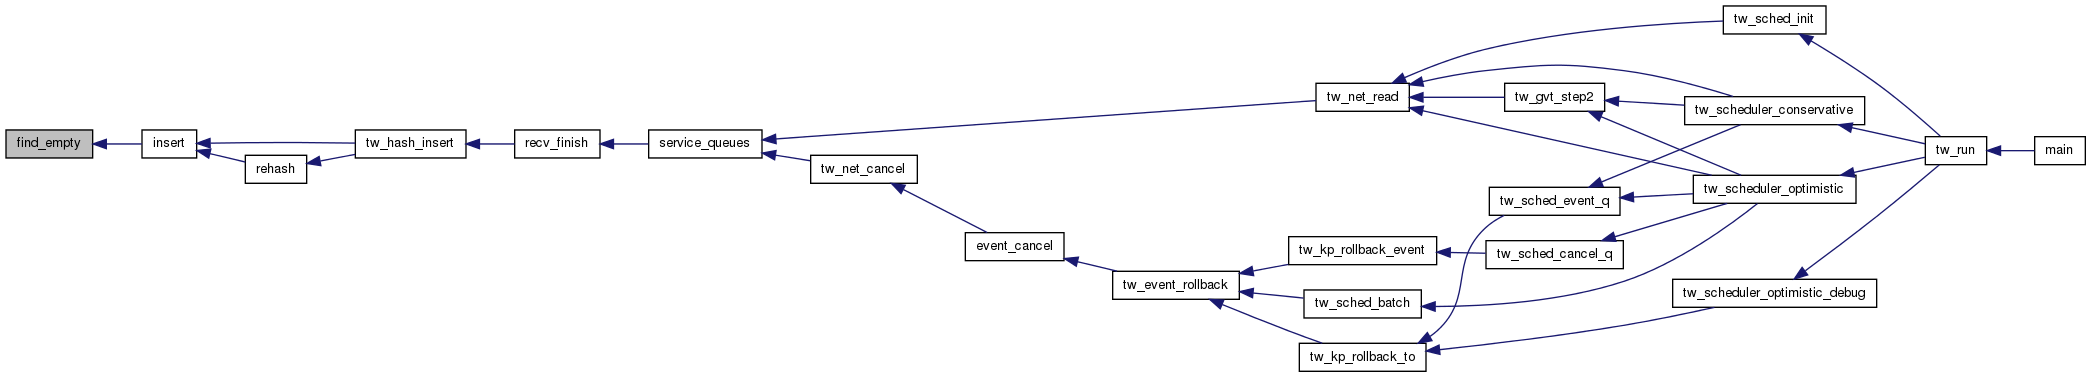 find_empty
insert
rehash
tw_hash_insert
recv_finish
service_queues
tw_net_read
tw_net_cancel
event_cancel
tw_event_rollback
tw_kp_rollback_event
tw_sched_batch
tw_kp_rollback_to
tw_gvt_step2
tw_sched_event_q
tw_sched_cancel_q
tw_sched_init
tw_scheduler_conservative
tw_scheduler_optimistic
tw_scheduler_optimistic_debug
tw_run
main